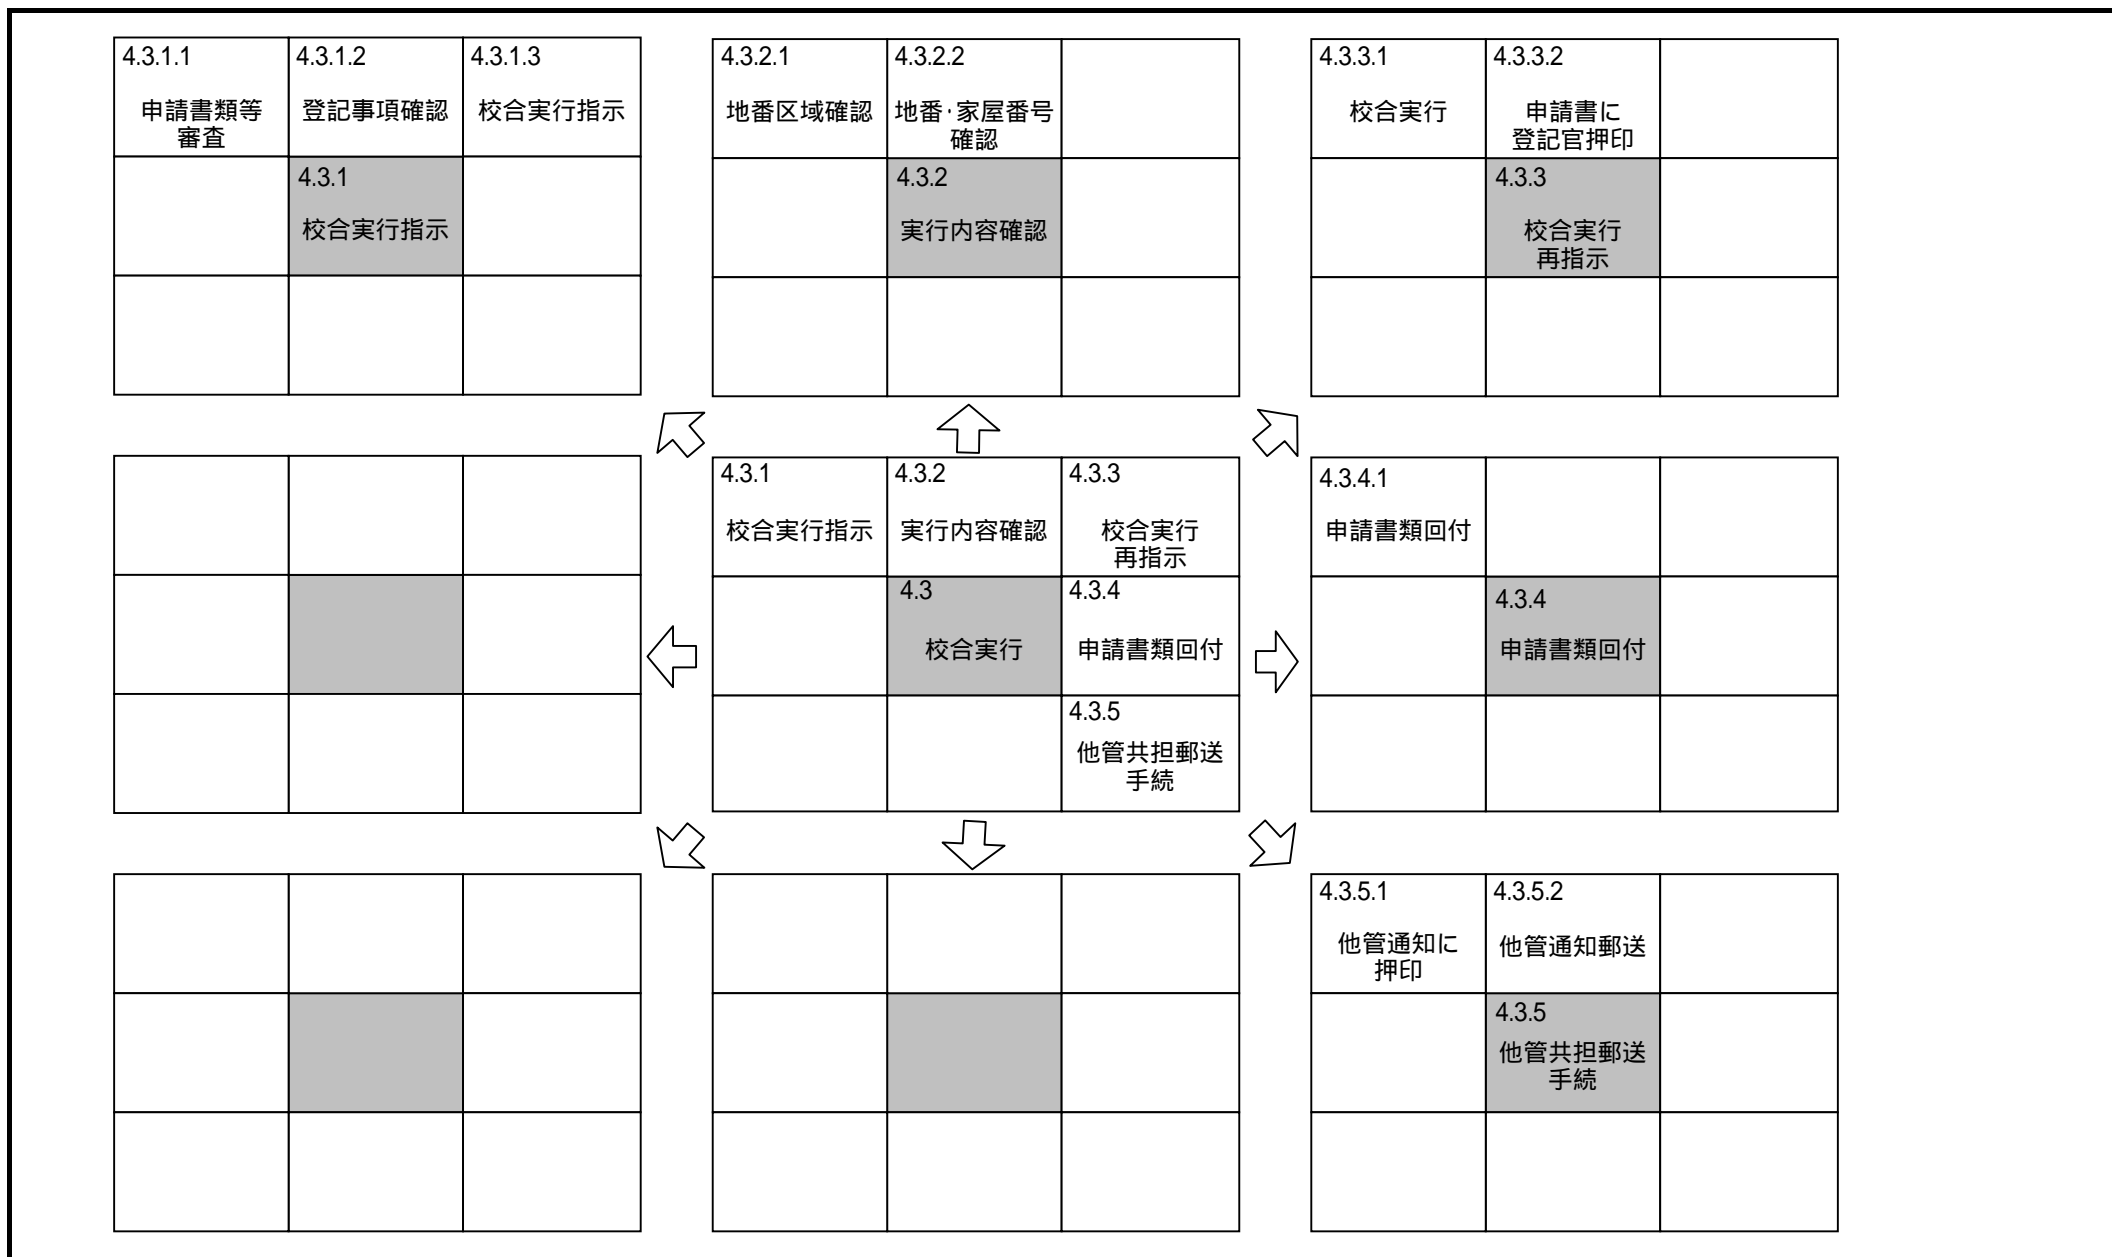 4.3.1.1
申請書類等
審査
4.3.1.2
登記事項確認
4.3.1.3
校合実行指示
4.3.1
校合実行指示
4.3.2.1
地番区域確認
4.3.2.2
地番・家屋番号
確認
4.3.2
実行内容確認
4.3.3.1
校合実行
4.3.3.2
申請書に
登記官押印
4.3.3
校合実行
再指示
4.3.1
校合実行指示
4.3.2
実行内容確認
4.3.3
校合実行
再指示
4.3
校合実行
4.3.4
申請書類回付
4.3.5
他管共担郵送
手続
4.3.4.1
申請書類回付
4.3.4
申請書類回付
4.3.5.1
他管通知に
押印
4.3.5.2
他管通知郵送
4.3.5
他管共担郵送
手続